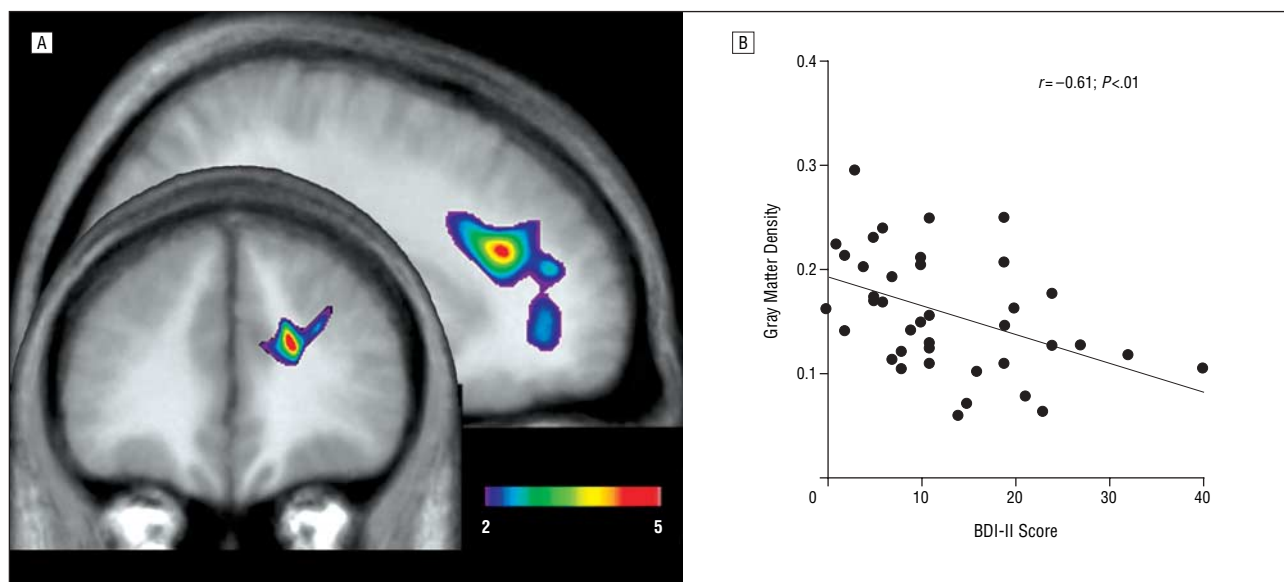 A
2 5
B
r=−0.61; P<.01
Gray Matter Density
0.4
0.3
0.2
0.1
0 10 20 30 40
BDI-II Score